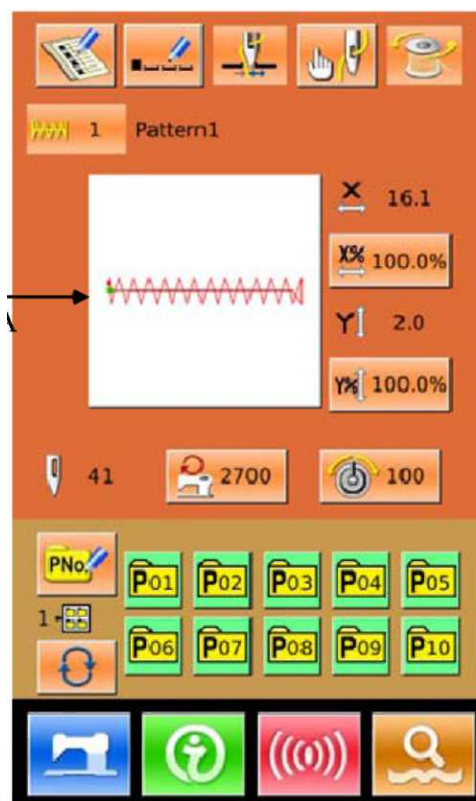 1 Pattern1
X 16.1
X% 100.0%
A
Y 2.0
Y% 100.0%
41 2700 100
PNo.
P01 P02 P03 P04 P05
1
P06 P07 P08 P09 P10